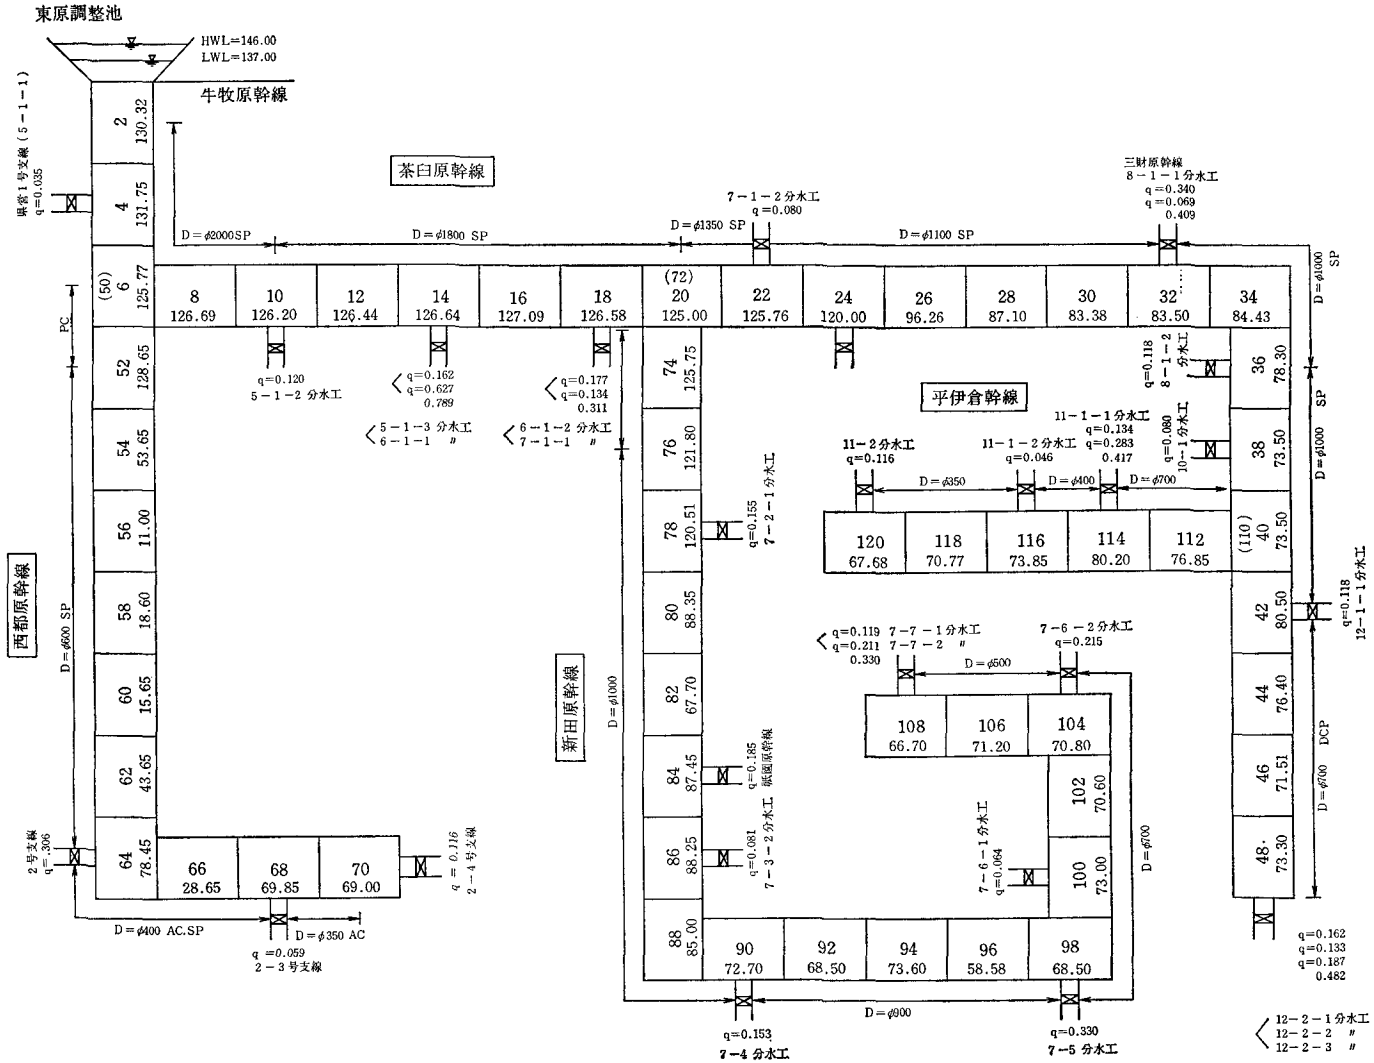 東原調整池
HWL=146.00
LWL=137.00
牛牧原幹線
県営1号支線(5-1-1)
q=0.035
2
130.32
4
131.75
(50)
6
125.77
茶臼原幹線
D=φ2000SP
D=φ1800 SP
D=φ1350 SP
D=φ1100 SP
7-1-2分水工
q=0.080
三財原幹線
8-1-1分水工
q=0.340
q=0.069
0.409
D=φ1000
SP
8
126.69
10
126.20
12
126.44
14
126.64
16
127.09
18
126.58
(72)
20
125.00
22
125.76
24
120.00
26
96.26
28
87.10
30
83.38
32
83.50
34
84.43
q=0.120
5-1-2分水工
q=0.162
q=0.627
0.789
5-1-3分水工
6-1-1 〃
q=0.177
q=0.134
0.311
6-1-2分水工
7-1-1 〃
PC
52
128.65
54
53.65
56
11.00
58
18.60
60
15.65
62
43.65
64
78.45
西都原幹線
D=φ600 SP
2号支線
q=.306
66
28.65
68
69.85
70
69.00
q=0.116
2-4号支線
D=φ400 AC.SP
D=φ350 AC
q=0.059
2-3号支線
新田原幹線
D=φ1000
74
125.75
76
121.80
78
120.51
q=0.155
7-2-1分水工
80
88.35
82
67.70
84
87.45
q=0.185
祇園原幹線
86
88.25
q=0.081
7-3-2分水工
88
85.00
90
72.70
92
68.50
94
73.60
96
58.58
98
68.50
q=0.153
7-4分水工
D=φ900
q=0.330
7-5分水工
D=φ700
100
73.00
7-6-1分水工
q=0.064
102
70.60
104
70.80
106
71.20
108
66.70
q=0.119 7-7-1分水工
q=0.211 7-7-2 〃
0.330
D=φ500
7-6-2分水工
q=0.215
平伊倉幹線
11-2分水工
q=0.116
D=φ350
11-1-2分水工
q=0.046
D=φ400
11-1-1分水工
q=0.134
q=0.283
0.417
D=φ700
120
67.68
118
70.77
116
73.85
114
80.20
112
76.85
(110)
40
73.50
36
78.30
q=0.118
8-1-2
分水工
38
73.50
q=0.080
10-1分水工
SP
D=φ1000
42
80.50
q=0.118
12-1-1分水工
44
76.40
46
71.51
48.
73.30
DCP
D=φ700
q=0.162
q=0.133
q=0.187
0.482
12-2-1分水工
12-2-2 〃
12-2-3 〃